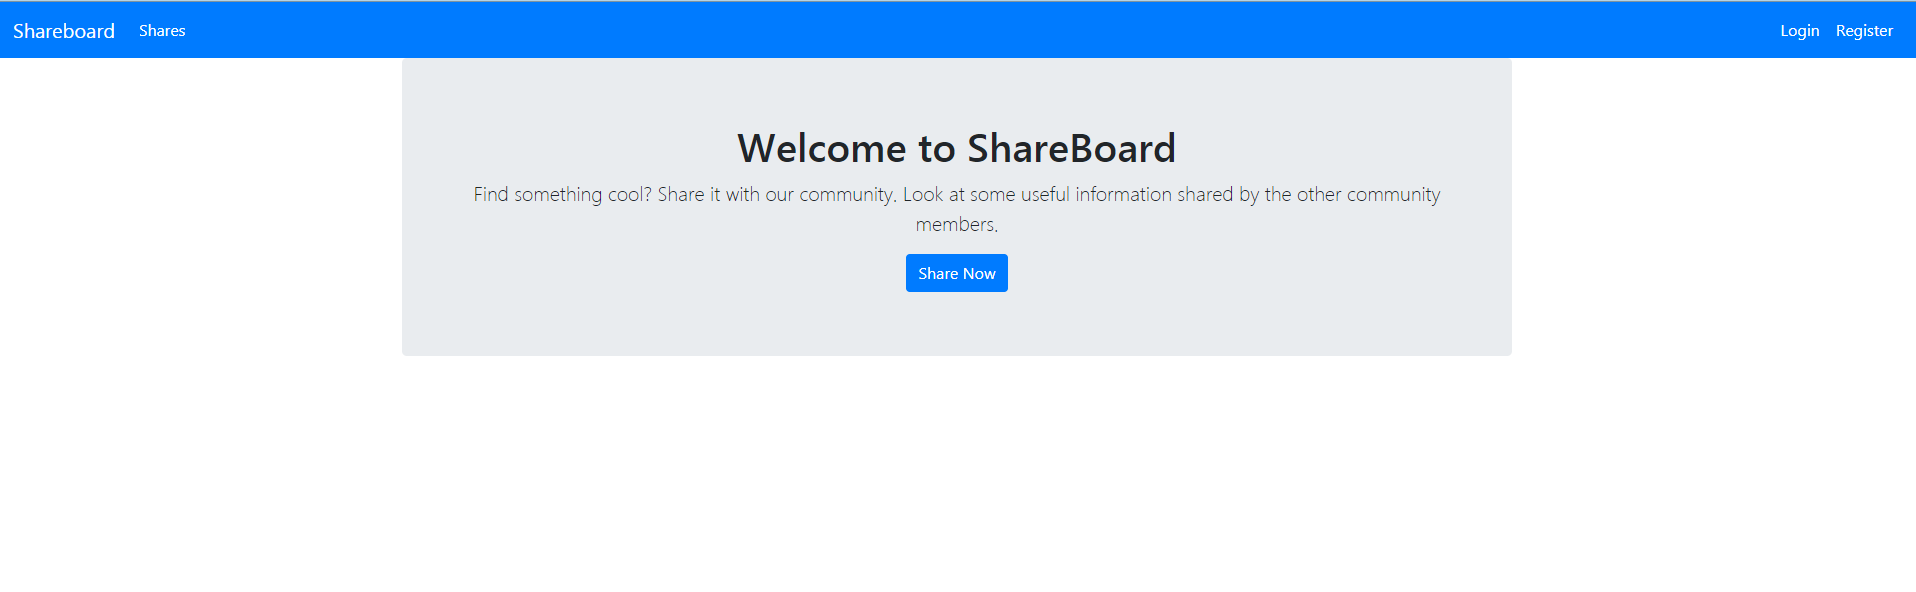 Shareboard Shares Login Register
Welcome to ShareBoard
Find something cool? Share it with our community. Look at some useful information shared by the other community
members.
Share Now